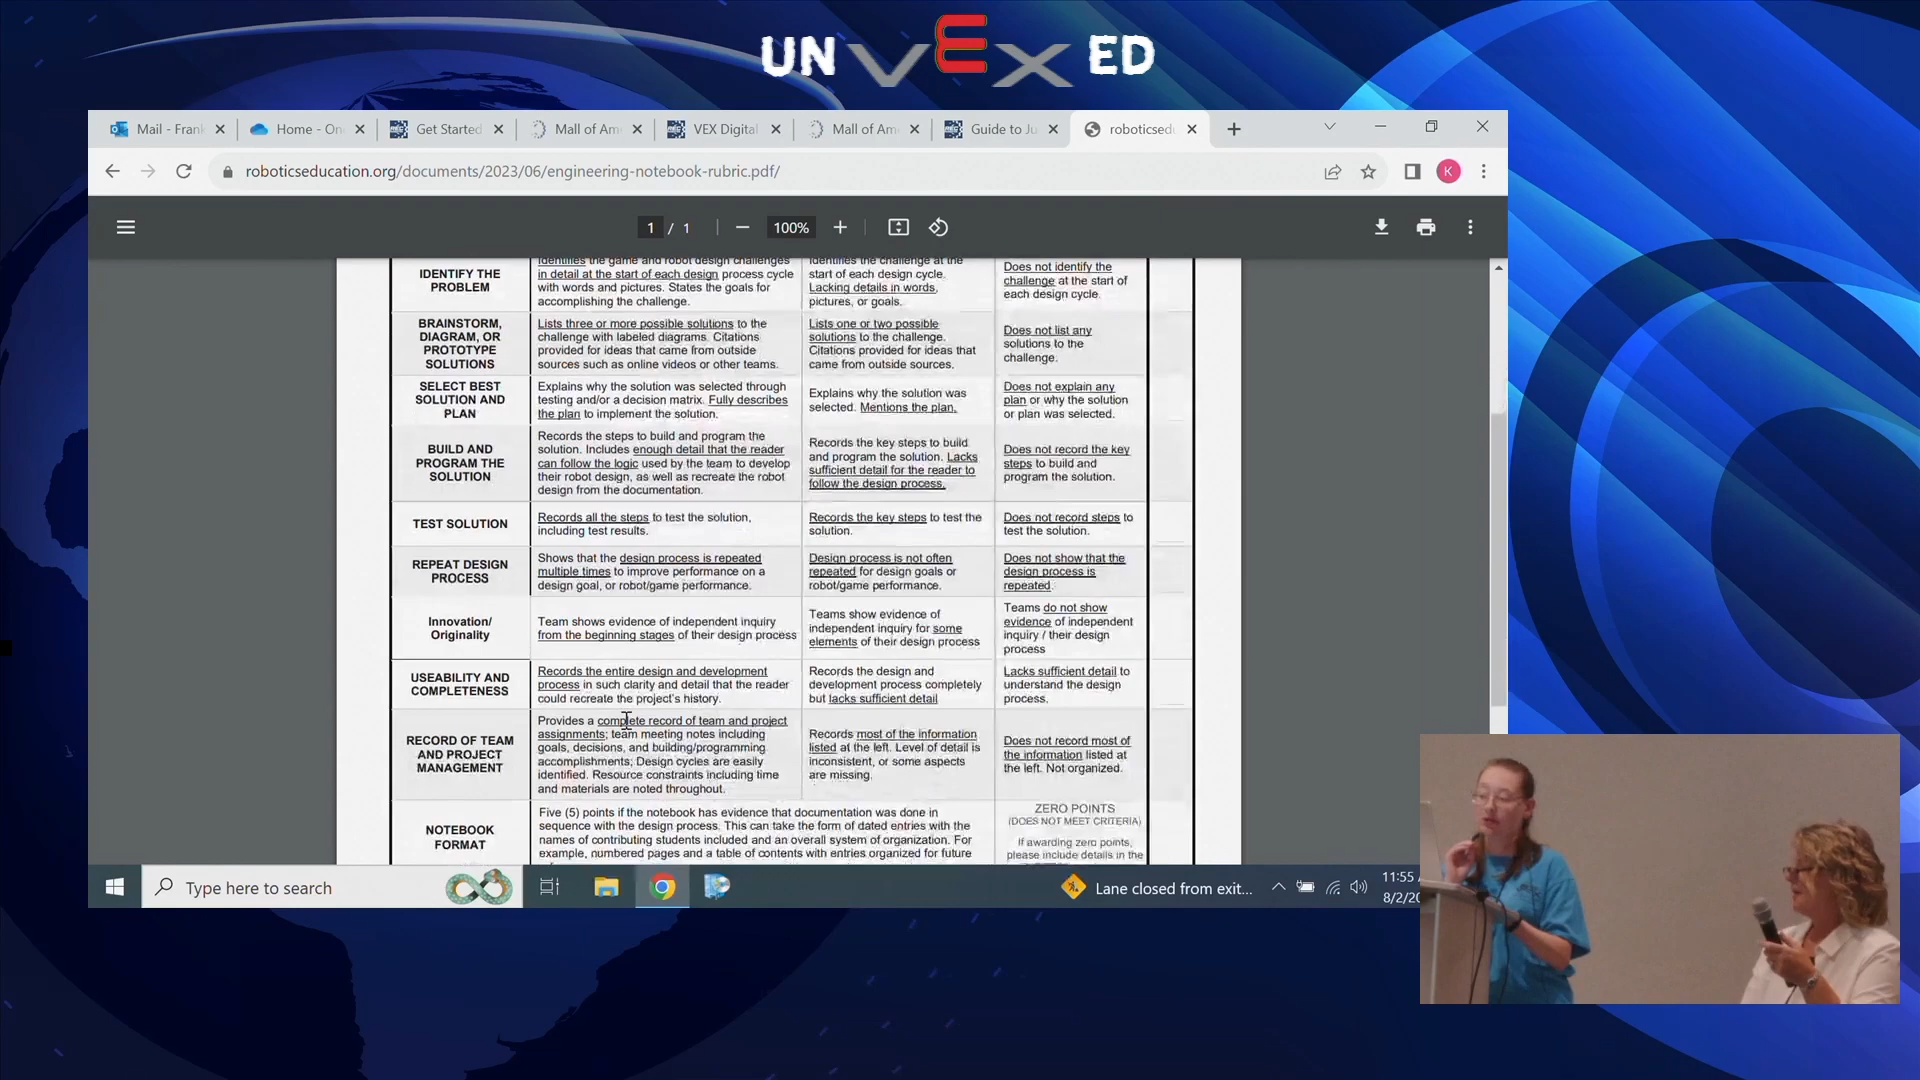 UN VEX ED
Mail - Frank
Home - On
Get Started
Mall of Am
VEX Digital
Mall of Am
Guide to Ju
roboticsedu
roboticseducation.org/documents/2023/06/engineering-notebook-rubric.pdf/
K
1 / 1
100%
IDENTIFY THE
PROBLEM
Identifies the game and robot design challenges
in detail at the start of each design process cycle
with words and pictures. States the goals for
accomplishing the challenge.
Identifies the challenge at the
start of each design cycle.
Lacking details in words,
pictures, or goals.
Does not identify the
challenge at the start of
each design cycle.
BRAINSTORM,
DIAGRAM, OR
PROTOTYPE
SOLUTIONS
Lists three or more possible solutions to the
challenge with labeled diagrams. Citations
provided for ideas that came from outside
sources such as online videos or other teams.
Lists one or two possible
solutions to the challenge.
Citations provided for ideas that
came from outside sources.
Does not list any
solutions to the
challenge.
SELECT BEST
SOLUTION AND
PLAN
Explains why the solution was selected through
testing and/or a decision matrix. Fully describes
the plan to implement the solution.
Explains why the solution was
selected. Mentions the plan.
Does not explain any
plan or why the solution
or plan was selected.
BUILD AND
PROGRAM THE
SOLUTION
Records the steps to build and program the
solution. Includes enough detail that the reader
can follow the logic used by the team to develop
their robot design, as well as recreate the robot
design from the documentation.
Records the key steps to build
and program the solution. Lacks
sufficient detail for the reader to
follow the design process.
Does not record the key
steps to build and
program the solution.
TEST SOLUTION
Records all the steps to test the solution,
including test results.
Records the key steps to test the
solution.
Does not record steps to
test the solution.
REPEAT DESIGN
PROCESS
Shows that the design process is repeated
multiple times to improve performance on a
design goal, or robot/game performance.
Design process is not often
repeated for design goals or
robot/game performance.
Does not show that the
design process is
repeated.
Innovation/
Originality
Team shows evidence of independent inquiry
from the beginning stages of their design process
Teams show evidence of
independent inquiry for some
elements of their design process
Teams do not show
evidence of independent
inquiry / their design
process
USEABILITY AND
COMPLETENESS
Records the entire design and development
process in such clarity and detail that the reader
could recreate the project's history.
Records the design and
development process completely
but lacks sufficient detail
Lacks sufficient detail to
understand the design
process.
RECORD OF TEAM
AND PROJECT
MANAGEMENT
Provides a complete record of team and project
assignments; team meeting notes including
goals, decisions, and building/programming
accomplishments; Design cycles are easily
identified. Resource constraints including time
and materials are noted throughout.
Records most of the information
listed at the left. Level of detail is
inconsistent, or some aspects
are missing.
Does not record most of
the information listed at
the left. Not organized.
NOTEBOOK
FORMAT
Five (5) points if the notebook has evidence that documentation was done in
sequence with the design process. This can take the form of dated entries with the
names of contributing students included and an overall system of organization. For
example, numbered pages and a table of contents with entries organized for future
ZERO POINTS
(DOES NOT MEET CRITERIA)
If awarding zero points,
please include details in the
Type here to search
Lane closed from exit...
11:55
8/2/20